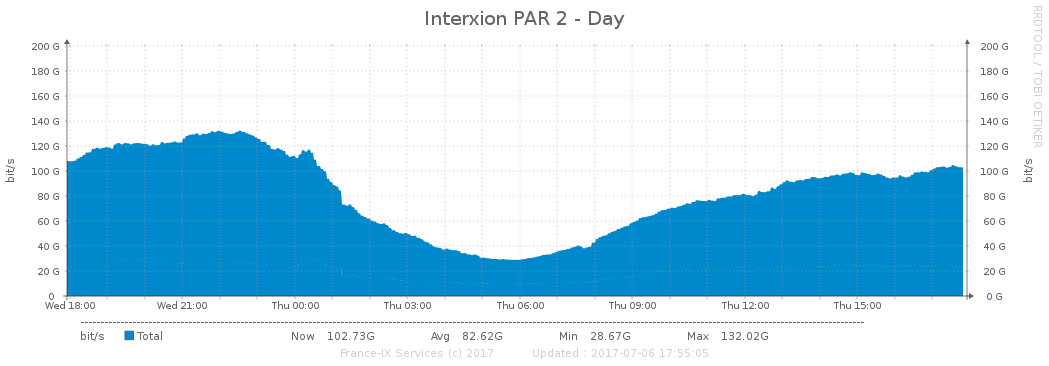 Interxion PAR 2 - Day
RRDTOOL / TOBI OETIKER
bit/s
200 G
180 G
160 G
140 G
120 G
100 G
80 G
60 G
40 G
20 G
0
200 G
180 G
160 G
140 G
120 G
100 G
80 G
60 G
40 G
20 G
0 G
bit/s
Wed 18:00 Wed 21:00 Thu 00:00 Thu 03:00 Thu 06:00 Thu 09:00 Thu 12:00 Thu 15:00
bit/s Total Now 102.73G Avg 82.62G Min 28.67G Max 132.02G
France-IX Services (c) 2017 Updated : 2017-07-06 17:55:05